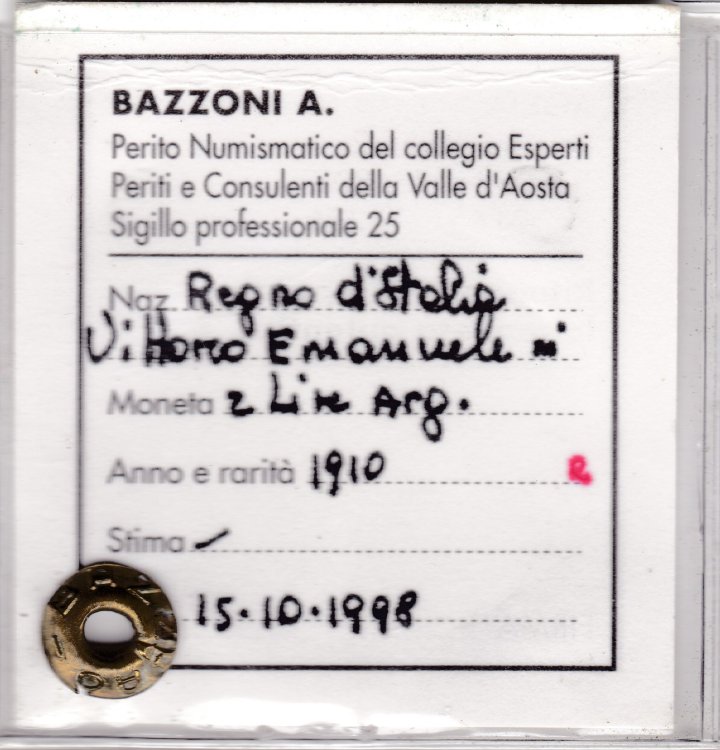 BAZZONI A.
Perito Numismatico del collegio Esperti
Periti e Consulenti della Valle d'Aosta
Sigillo professionale 25
Naz Regno d'Italia
Vittorio Emanuele III
Moneta 2 Lire Arg.
Anno e rarità 1910 R
Stima
15.10.1998